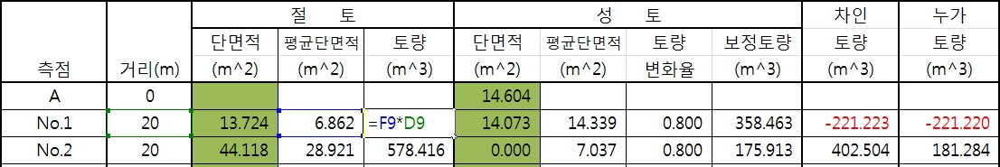 절 토 성 토 차인 누가
단면적 평균단면적 토량 단면적 평균단면적 토량 보정토량 토량 토량
측점 거리(m) (m^2) (m^2) (m^3) (m^2) (m^2) 변화율 (m^3) (m^3) (m^3)
A 0 14.604
No.1 20 13.724 6.862 =F9*D9 14.073 14.339 0.800 358.463 -221.223 -221.220
No.2 20 44.118 28.921 578.416 0.000 7.037 0.800 175.913 402.504 181.284